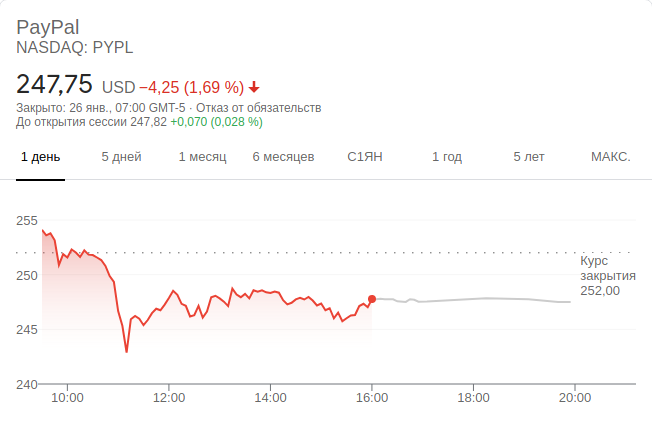 PayPal
NASDAQ: PYPL
247,75 USD −4,25 (1,69 %)
Закрыто: 26 янв., 07:00 GMT-5 · Отказ от обязательств
До открытия сессии 247,82 +0,070 (0,028 %)
1 день 5 дней 1 месяц 6 месяцев С1ЯН 1 год 5 лет МАКС.
255
Курс
закрытия
252,00
250
245
240
10:00 12:00 14:00 16:00 18:00 20:00